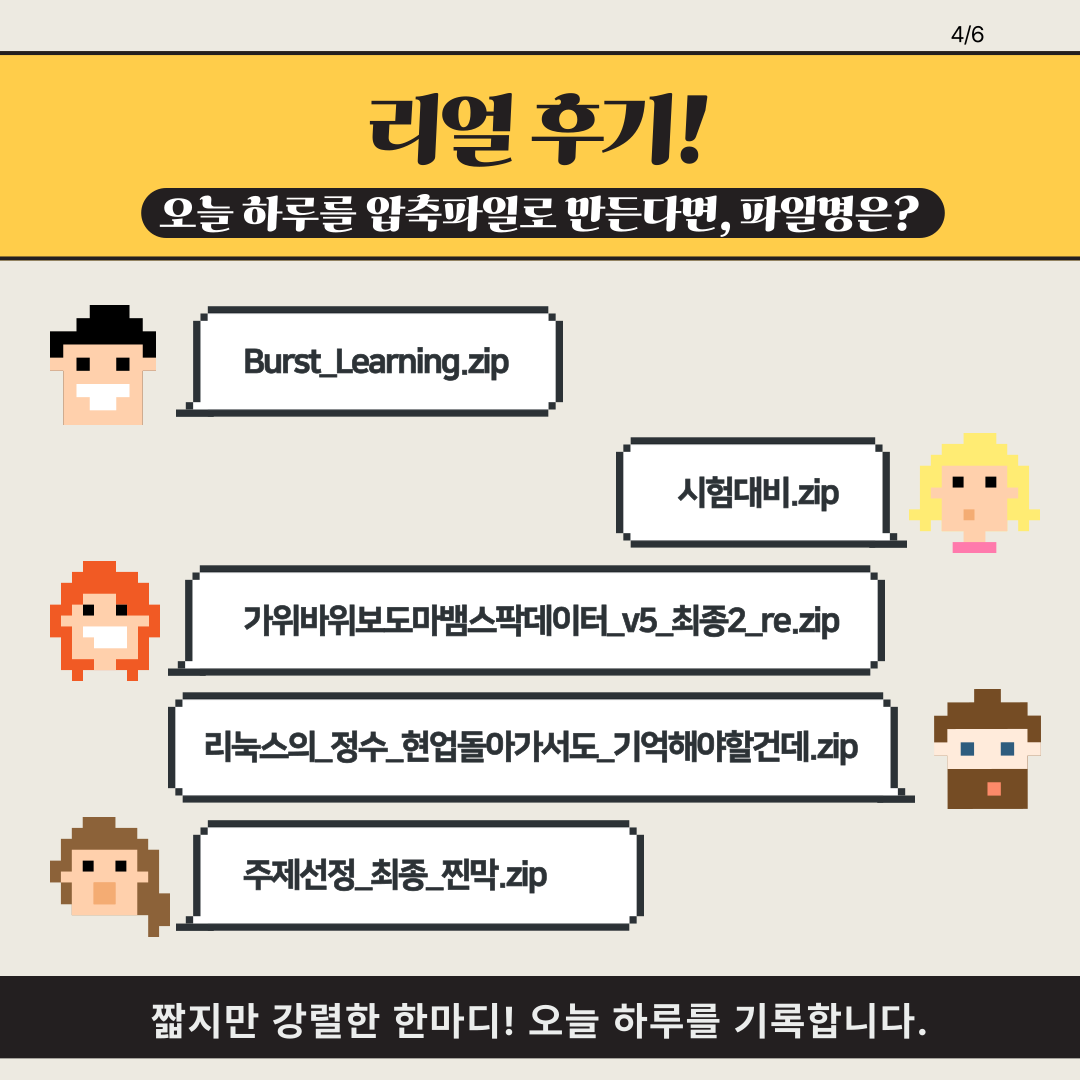 4/6
리얼 후기!
오늘 하루를 압축파일로 만든다면, 파일명은?
Burst_Learning.zip
시험대비.zip
가위바위보도마뱀스팍데이터_v5_최종2_re.zip
리눅스의_정수_현업돌아가서도_기억해야할건데.zip
주제선정_최종_찐막.zip
짧지만 강렬한 한마디! 오늘 하루를 기록합니다.